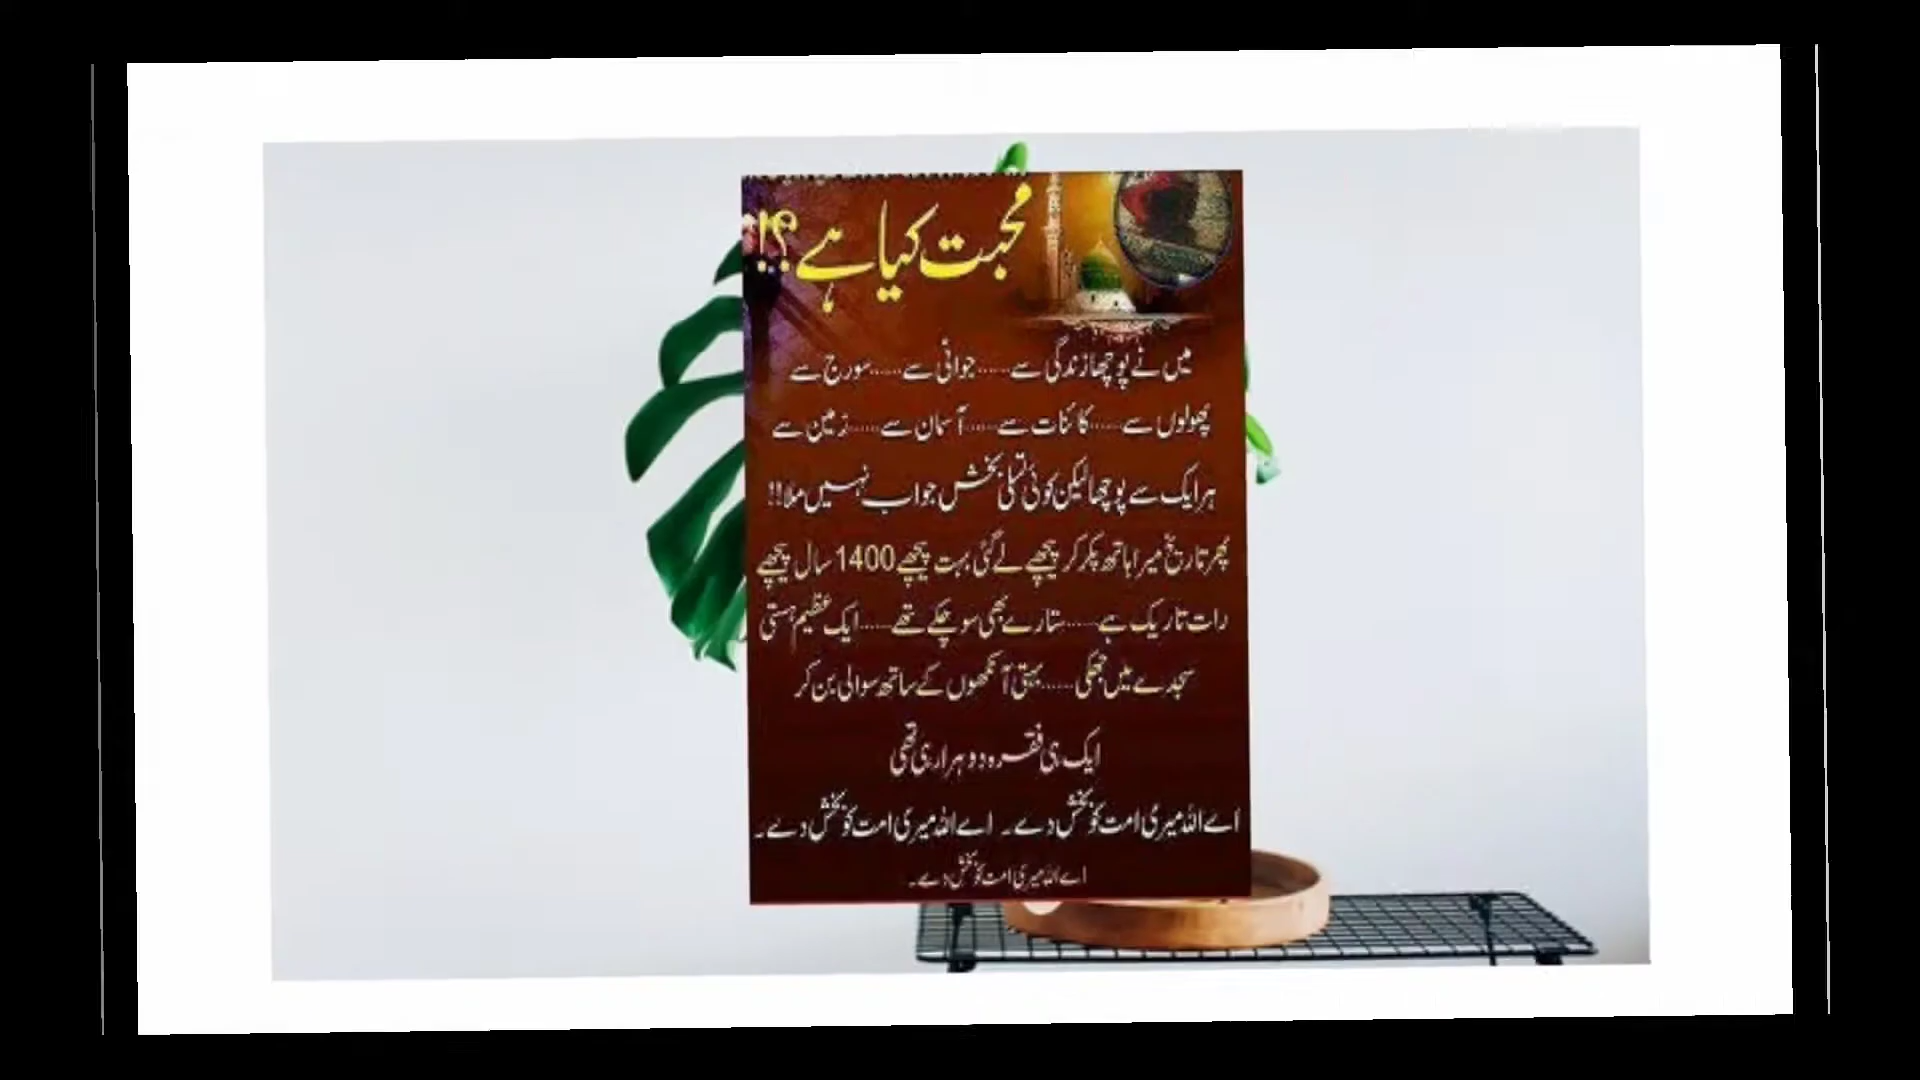 محبت کیا ہے؟!
میں نے پوچھا زندگی سے ...... جوانی سے ...... سورج سے
پھولوں سے ...... کائنات سے ...... آسمان سے ...... زمین سے
ہر ایک سے پوچھا لیکن کوئی تسلی بخش جواب نہیں ملا!!
پھر تاریخ میرا ہاتھ پکڑ کر پیچھے لے گئی بہت پیچھے 1400 سال پیچھے
رات تاریک ہے ...... ستارے بھی سو چکے تھے ...... ایک عظیم ہستی
سجدے میں جھکی ...... بہتی آنکھوں کے ساتھ سوالی بن کر
ایک ہی فقرہ دوہرا رہی تھی
اے اللہ میری امت کو بخش دے۔ اے اللہ میری امت کو بخش دے۔
اے اللہ میری امت کو بخش دے۔